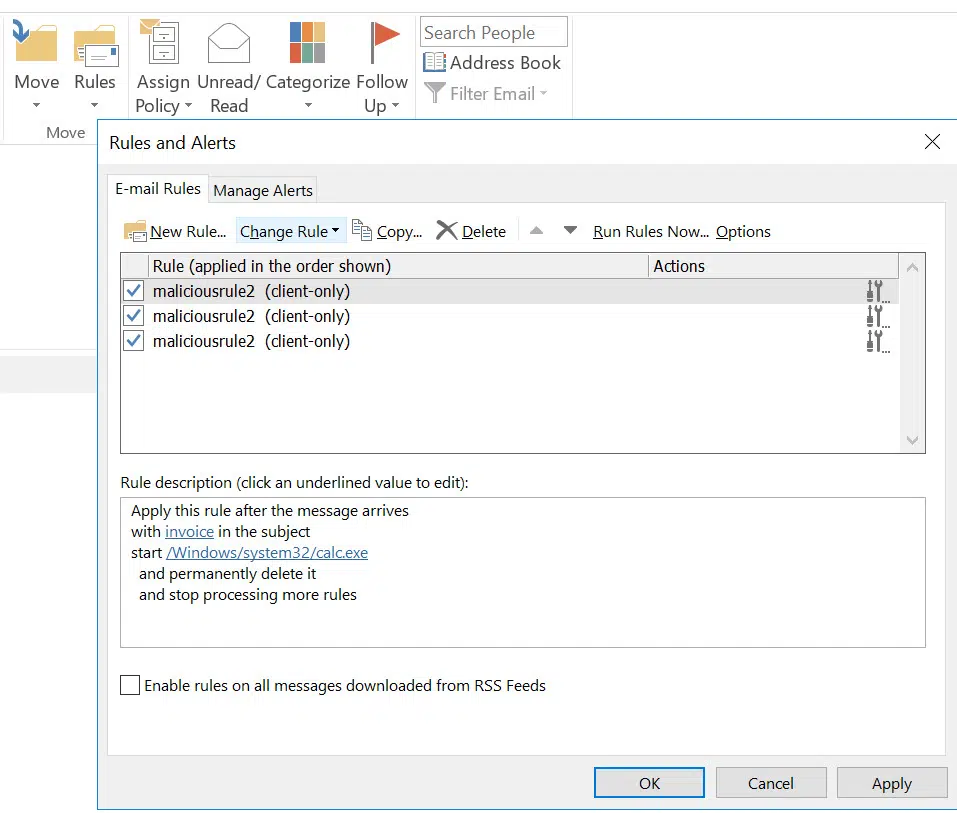 Search People
Address Book
Filter Email
Move Rules Assign Policy Unread/ Read Categorize Follow Up
Move
Rules and Alerts
E-mail Rules Manage Alerts
New Rule... Change Rule Copy... Delete Run Rules Now... Options
Rule (applied in the order shown) Actions
maliciousrule2 (client-only)
maliciousrule2 (client-only)
maliciousrule2 (client-only)
Rule description (click an underlined value to edit):
Apply this rule after the message arrives
with invoice in the subject
start /Windows/system32/calc.exe
and permanently delete it
and stop processing more rules
Enable rules on all messages downloaded from RSS Feeds
OK Cancel Apply